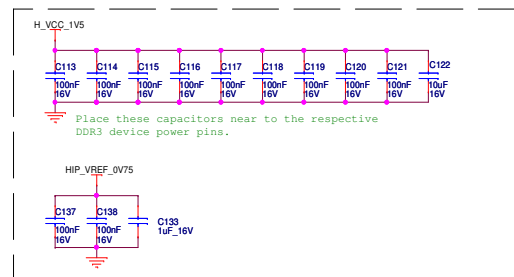 H_VCC_1V5
C113 C114 C115 C116 C117 C118 C119 C120 C121 C122
100nF 100nF 100nF 100nF 100nF 100nF 100nF 100nF 100nF 10uF
16V 16V 16V 16V 16V 16V 16V 16V 16V 16V
Place these capacitors near to the respective
DDR3 device power pins.
HIP_VREF_0V75
C137 C138 C133
100nF 100nF 1uF_16V
16V 16V